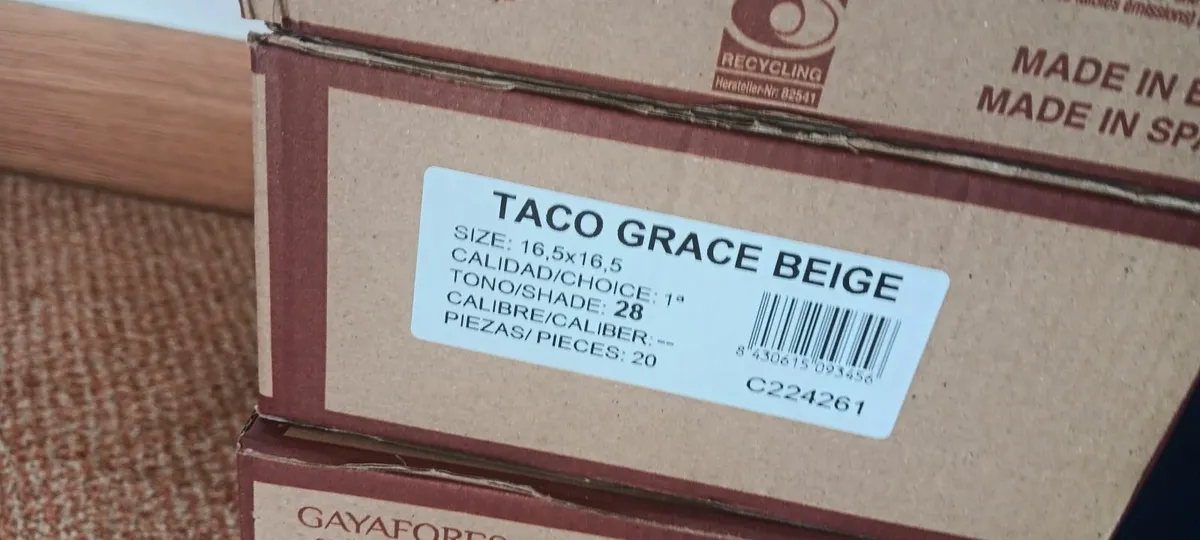 RECYCLING
Hersteller-Nr: 82541
MADE IN
MADE IN
TACO GRACE BEIGE
SIZE: 16,5x16,5
CALIDAD/CHOICE: 1ª
TONO/SHADE: 28
CALIBRE/CALIBER: --
PIEZAS/ PIECES: 20
8 430615 093456
C224261
GAYAFORES